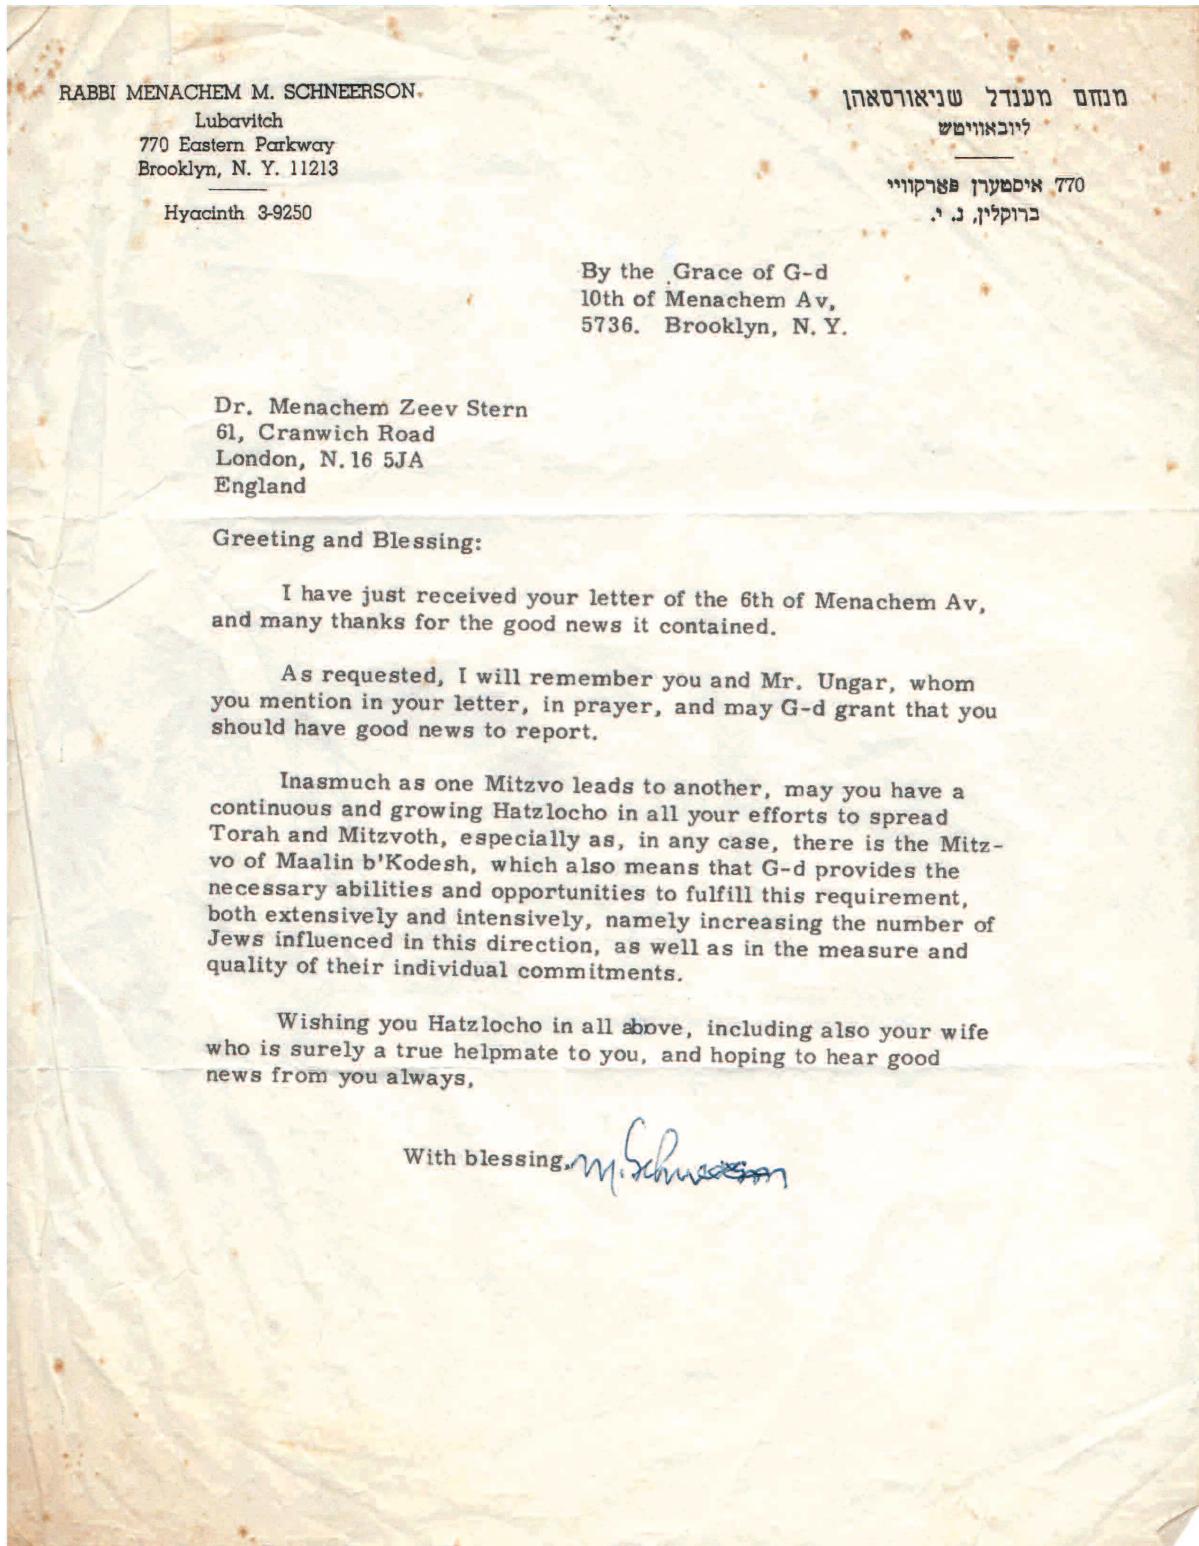 RABBI MENACHEM M. SCHNEERSON
Lubavitch
770 Eastern Parkway
Brooklyn, N. Y. 11213
Hyacinth 3-9250
מנחם מענדל שניאורסאהן
ליובאוויטש
770 איסטערן פארקוויי
ברוקלין, נ. י.
By the Grace of G-d
10th of Menachem Av,
5736. Brooklyn, N. Y.
Dr. Menachem Zeev Stern
61, Cranwich Road
London, N. 16 5JA
England
Greeting and Blessing:
I have just received your letter of the 6th of Menachem Av,
and many thanks for the good news it contained.
As requested, I will remember you and Mr. Ungar, whom
you mention in your letter, in prayer, and may G-d grant that you
should have good news to report.
Inasmuch as one Mitzvo leads to another, may you have a
continuous and growing Hatzlocho in all your efforts to spread
Torah and Mitzvoth, especially as, in any case, there is the Mitz-
vo of Maalin b'Kodesh, which also means that G-d provides the
necessary abilities and opportunities to fulfill this requirement,
both extensively and intensively, namely increasing the number of
Jews influenced in this direction, as well as in the measure and
quality of their individual commitments.
Wishing you Hatzlocho in all above, including also your wife
who is surely a true helpmate to you, and hoping to hear good
news from you always,
With blessing, M. Schneerson